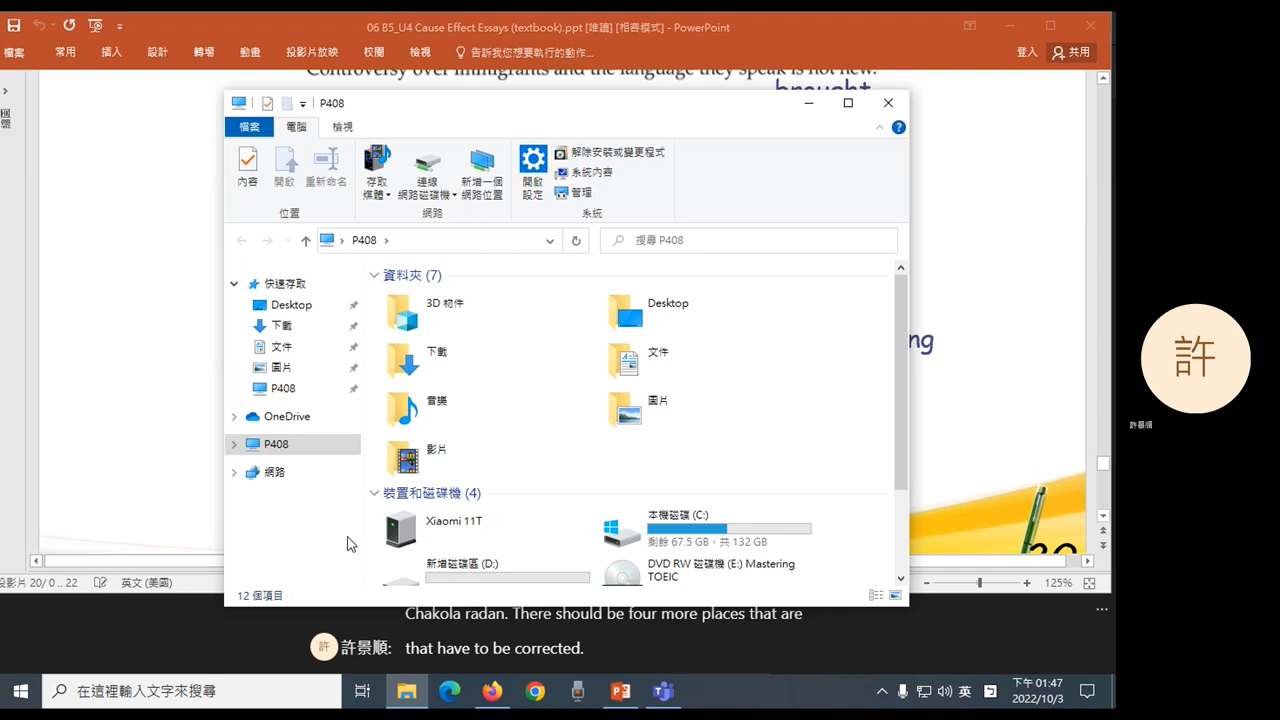 06 B5_U4 Cause Effect Essays (textbook).ppt [唯讀] [相容模式] - PowerPoint
檔案 常用 插入 設計 轉場 動畫 投影片放映 校閱 檢視 告訴我您想要執行的動作... 登入 共用
Controversy over immigrants and the language they speak is not new.
brought
P408
檔案 電腦 檢視
內容 開啟 重新命名 存取媒體 連線網路磁碟機 新增一個網路位置 開啟設定 解除安裝或變更程式
系統內容
管理
位置 網路 系統
P408 搜尋 P408
快速存取
Desktop
下載
文件
圖片
P408
OneDrive
P408
網路
資料夾 (7)
3D 物件 Desktop
下載 文件
音樂 圖片
影片
裝置和磁碟機 (4)
Xiaomi 11T 本機磁碟 (C:)
剩餘 67.5 GB，共 132 GB
新增磁碟區 (D:) DVD RW 磁碟機 (E:) Mastering
TOEIC
12 個項目
ng
許
許景順
投影片 20/ 0 .. 22 英文 (美國) 125%
Chakola radan. There should be four more places that are
許 許景順: that have to be corrected.
在這裡輸入文字來搜尋 英 下午 01:47
2022/10/3